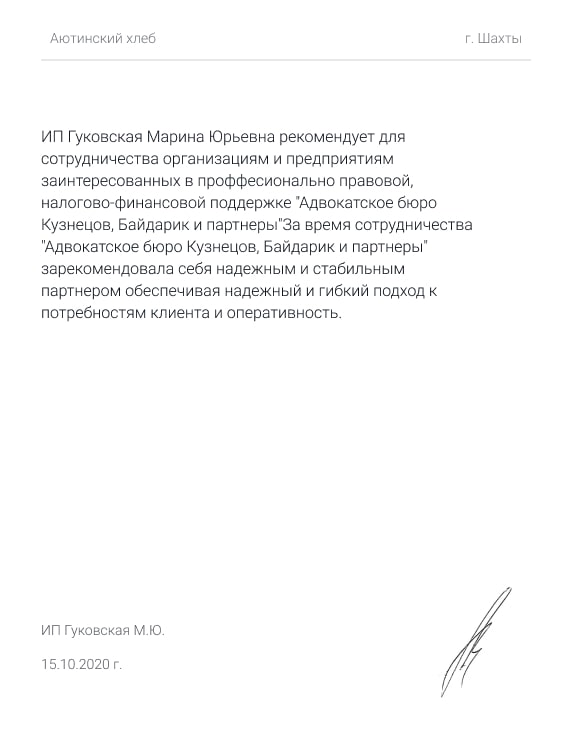 Аютинский хлеб г. Шахты
ИП Гуковская Марина Юрьевна рекомендует для
сотрудничества организациям и предприятиям
заинтересованных в проффесионально правовой,
налогово-финансовой поддержке "Адвокатское бюро
Кузнецов, Байдарик и партнеры"За время сотрудничества
"Адвокатское бюро Кузнецов, Байдарик и партнеры"
зарекомендовала себя надежным и стабильным
партнером обеспечивая надежный и гибкий подход к
потребностям клиента и оперативность.
ИП Гуковская М.Ю.
15.10.2020 г.